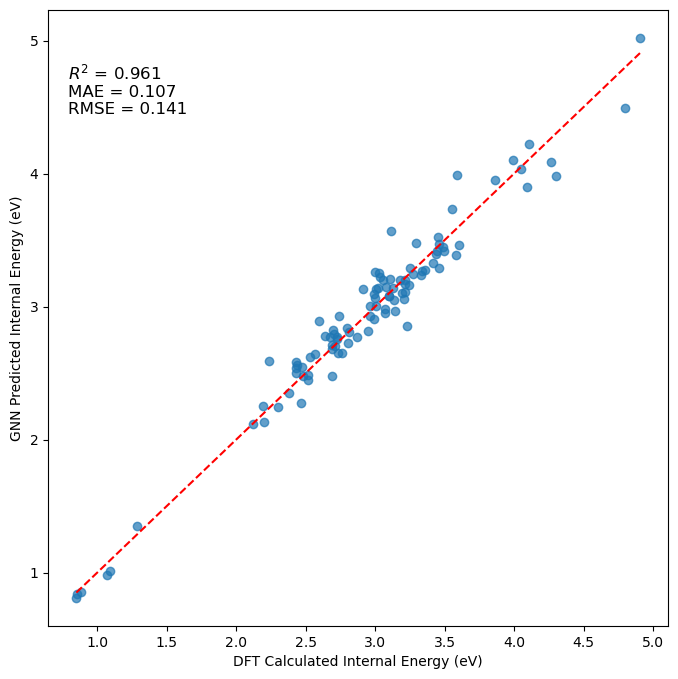 R² = 0.961
MAE = 0.107
RMSE = 0.141
GNN Predicted Internal Energy (eV)
5
4
3
2
1
1.0 1.5 2.0 2.5 3.0 3.5 4.0 4.5 5.0
DFT Calculated Internal Energy (eV)